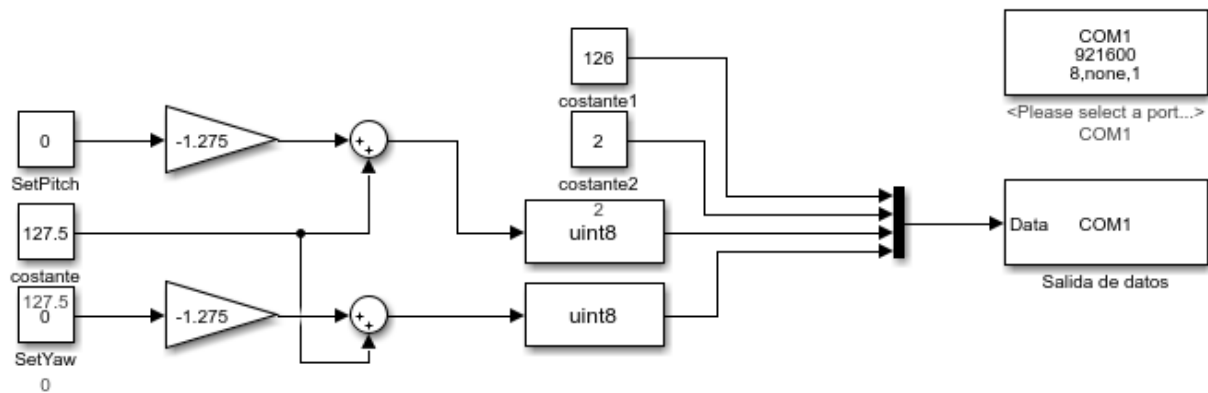 126
costante1
COM1
921600
8,none,1
<Please select a port...>
COM1
0
SetPitch
-1.275
++
2
costante2
2
127.5
costante
127.5
uint8
Data
COM1
Salida de datos
0
SetYaw
0
-1.275
++
uint8